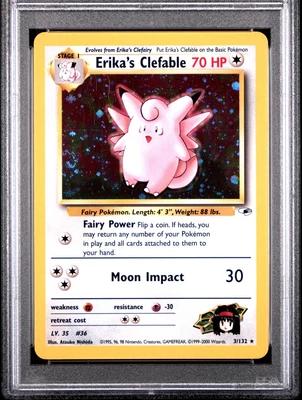 Evolves from Erika's Clefairy Put Erika's Clefable on the Basic Pokémon
STAGE 1
Erika's Clefable 70 HP
Fairy Pokémon. Length: 4' 3", Weight: 88 lbs.
Fairy Power Flip a coin. If heads, you
may return any number of your Pokémon
in play and all cards attached to them to
your hand.
Moon Impact 30
weakness resistance -30
retreat cost
LV. 35 #36
Illus. Atsuko Nishida ©1995, 96, 98 Nintendo, Creatures, GAMEFREAK. ©1999-2000 Wizards. 3/132 ★